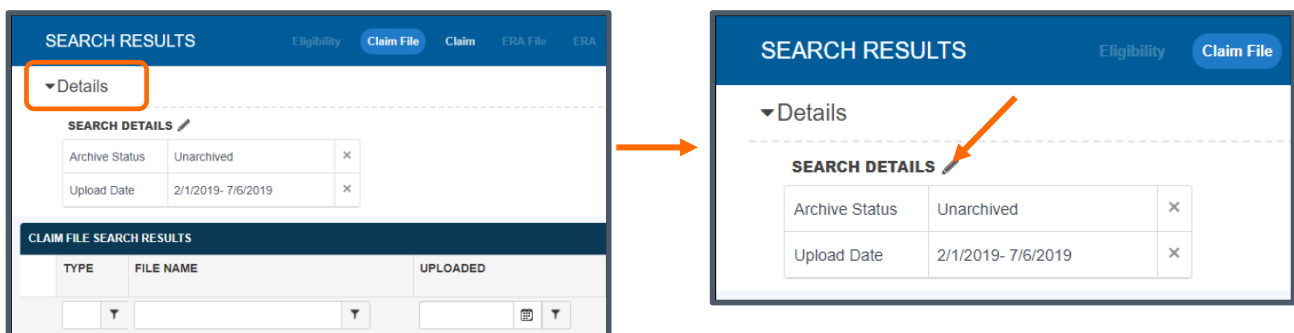 SEARCH RESULTS Eligibility Claim File Claim ERA File ERA
Details
SEARCH DETAILS
Archive Status Unarchived ×
Upload Date 2/1/2019- 7/6/2019 ×
CLAIM FILE SEARCH RESULTS
TYPE FILE NAME UPLOADED
SEARCH RESULTS Eligibility Claim File
Details
SEARCH DETAILS
Archive Status Unarchived ×
Upload Date 2/1/2019- 7/6/2019 ×